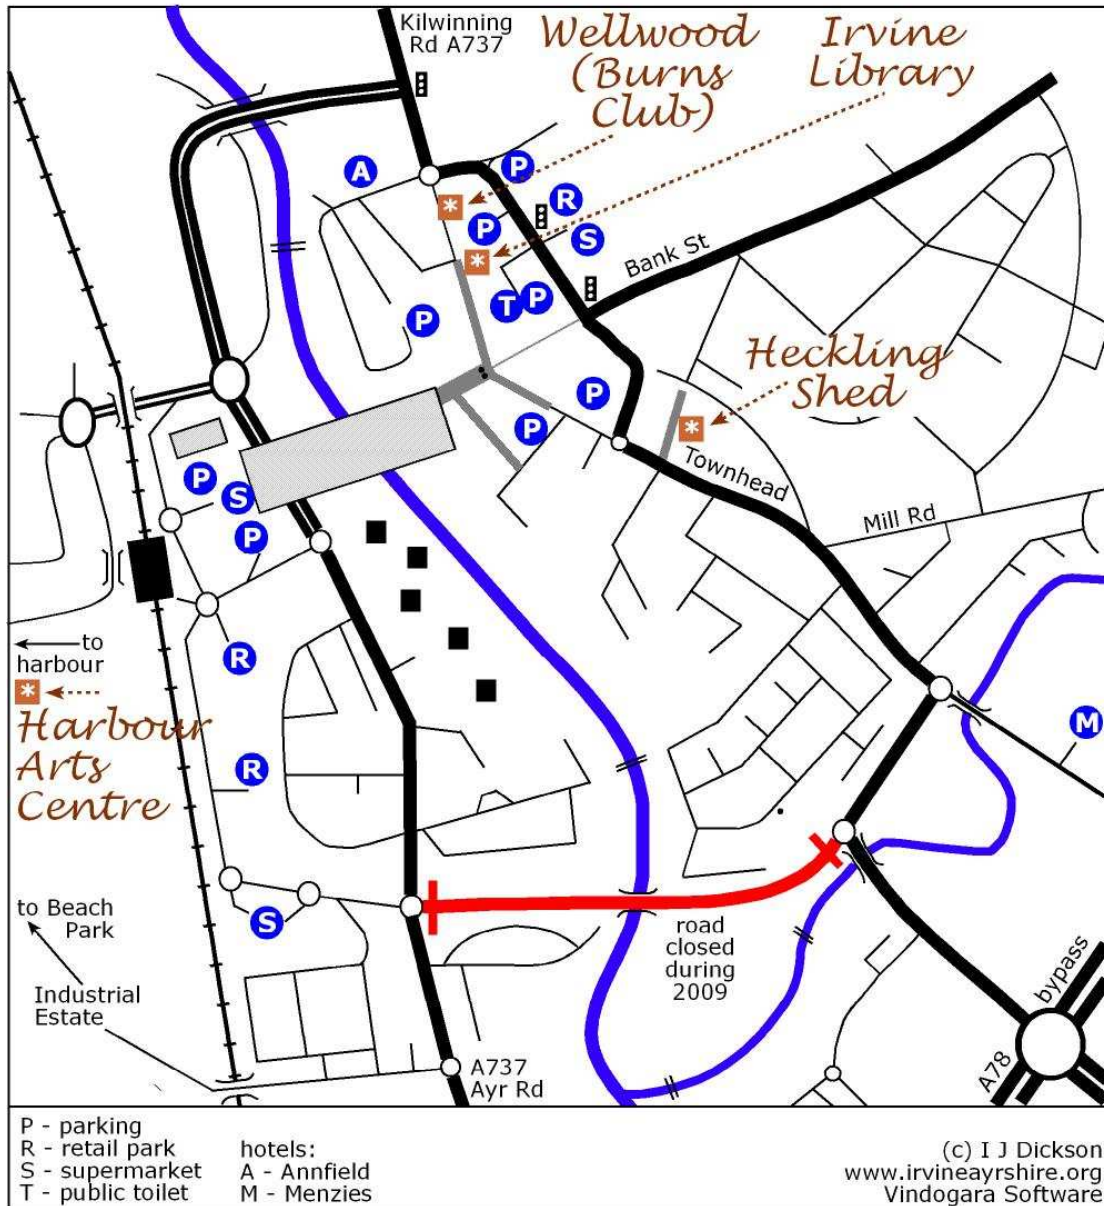 Kilwinning
Rd A737
Wellwood
(Burns
Club)
Irvine
Library
A
P
R
P
S
Bank St
T
P
P
Heckling
Shed
P
P
Townhead
P
S
P
Mill Rd
to
harbour
R
Harbour
Arts
Centre
M
R
to Beach
Park
S
road
closed
during
2009
Industrial
Estate
bypass
A78
A737
Ayr Rd
P - parking
R - retail park
S - supermarket
T - public toilet
hotels:
A - Annfield
M - Menzies
(c) I J Dickson
www.irvineayrshire.org
Vindogara Software